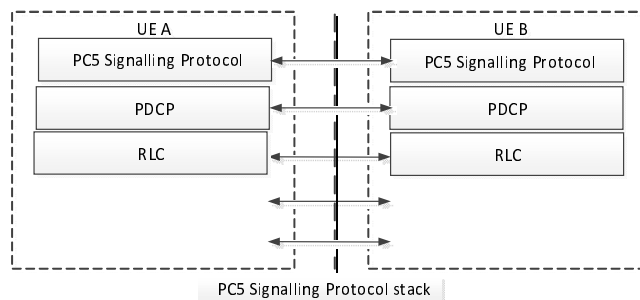 UE A
UE B
PC5 Signalling Protocol
PC5 Signalling Protocol
PDCP
PDCP
RLC
RLC
PC5 Signalling Protocol stack